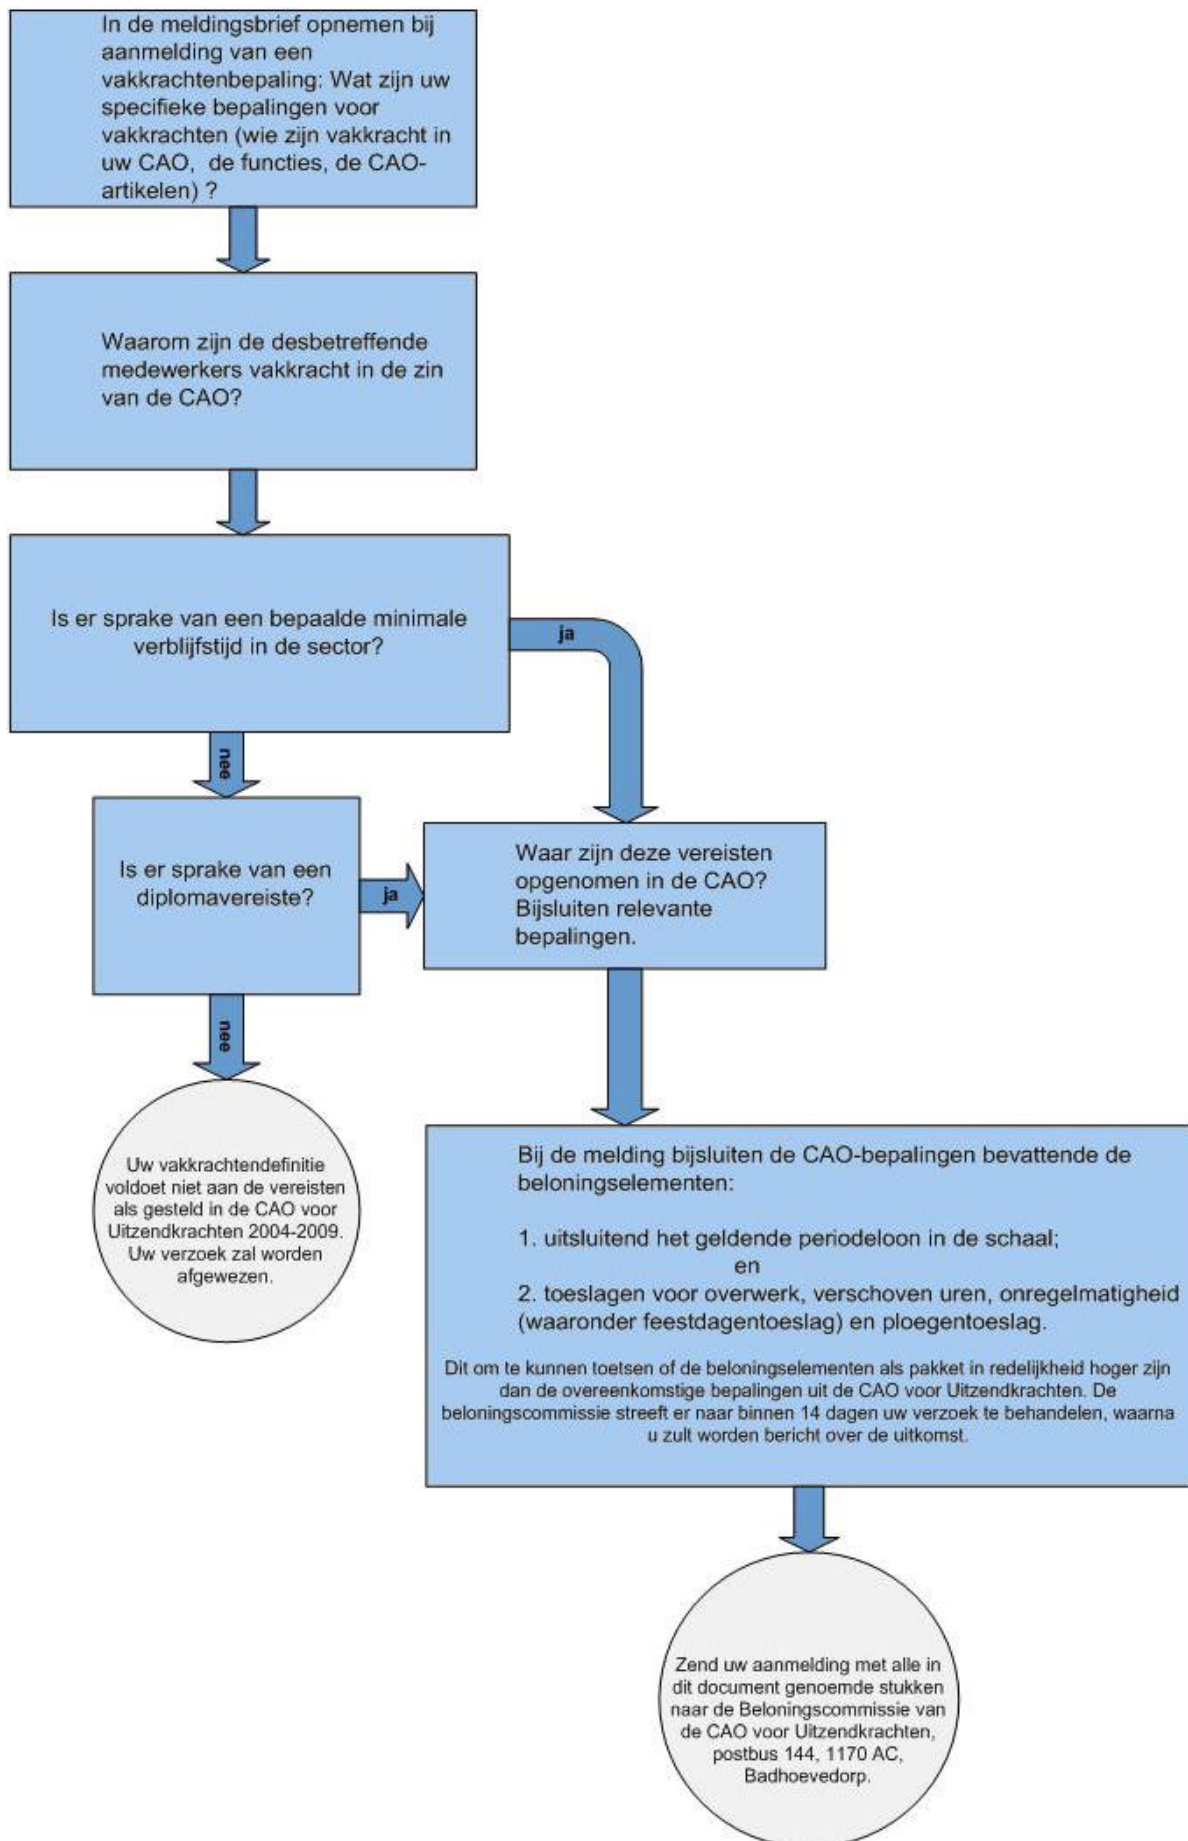 In de meldingsbrief opnemen bij
aanmelding van een
vakkrachtenbepaling: Wat zijn uw
specifieke bepalingen voor
vakkrachten (wie zijn vakkracht in
uw CAO, de functies, de CAO-
artikelen) ?
Waarom zijn de desbetreffende
medewerkers vakkracht in de zin
van de CAO?
Is er sprake van een bepaalde minimale
verblijfstijd in de sector?
ja
nee
Is er sprake van een
diplomavereiste?
ja
Waar zijn deze vereisten
opgenomen in de CAO?
Bijsluiten relevante
bepalingen.
nee
Uw vakkrachtendefinitie
voldoet niet aan de vereisten
als gesteld in de CAO voor
Uitzendkrachten 2004-2009.
Uw verzoek zal worden
afgewezen.
Bij de melding bijsluiten de CAO-bepalingen bevattende de
beloningselementen:
1. uitsluitend het geldende periodeloon in de schaal;
en
2. toeslagen voor overwerk, verschoven uren, onregelmatigheid
(waaronder feestdagentoeslag) en ploegentoeslag.
Dit om te kunnen toetsen of de beloningselementen als pakket in redelijkheid hoger zijn
dan de overeenkomstige bepalingen uit de CAO voor Uitzendkrachten. De
beloningscommissie streeft er naar binnen 14 dagen uw verzoek te behandelen, waarna
u zult worden bericht over de uitkomst.
Zend uw aanmelding met alle in
dit document genoemde stukken
naar de Beloningscommissie van
de CAO voor Uitzendkrachten,
postbus 144, 1170 AC,
Badhoevedorp.